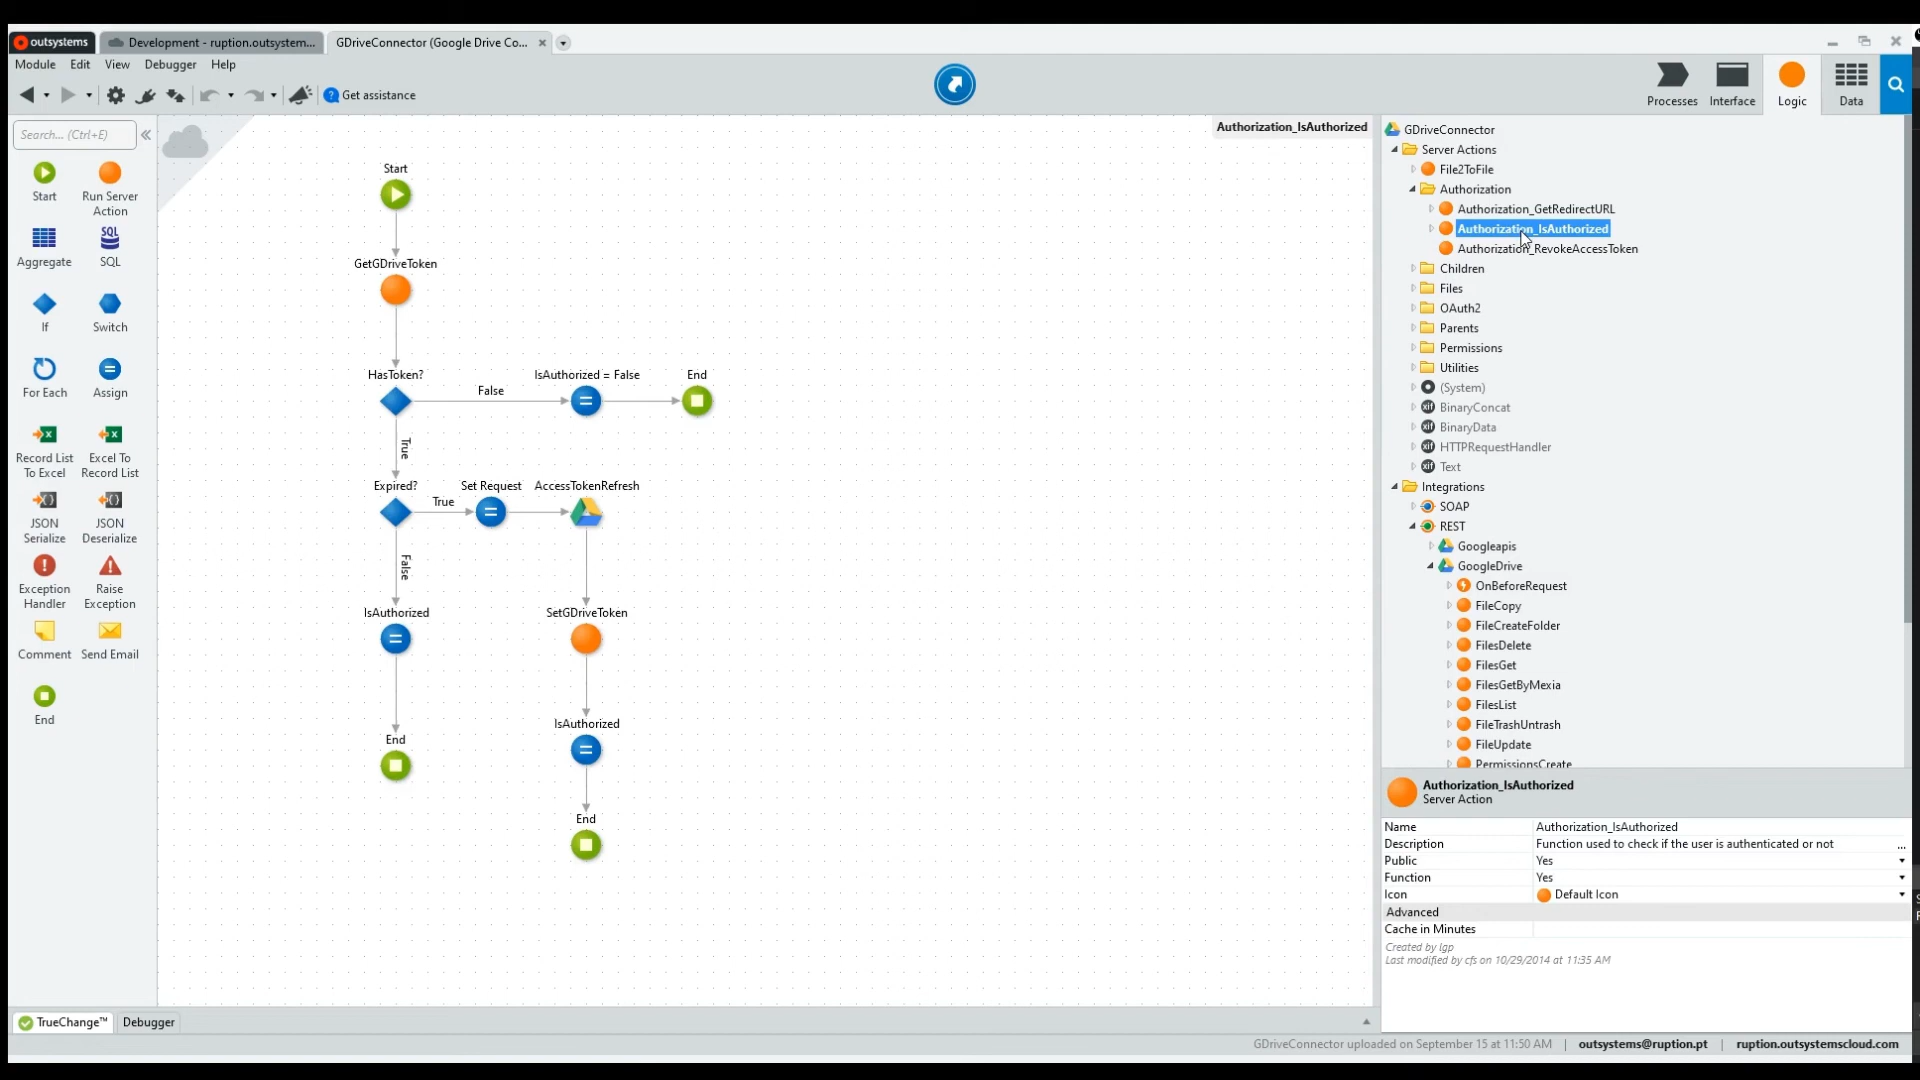 outsystems
Development - ruption.outsystem...
GDriveConnector (Google Drive Co...
Module Edit View Debugger Help
Get assistance
Processes
Interface
Logic
Data
Search... (Ctrl+E)
Start
Run Server
Action
Aggregate
SQL
SQL
If
Switch
For Each
Assign
Record List
To Excel
Excel To
Record List
JSON
Serialize
JSON
Deserialize
Exception
Handler
Raise
Exception
Comment
Send Email
End
Authorization_IsAuthorized
Start
GetGDriveToken
HasToken?
False
IsAuthorized = False
End
True
Expired?
True
Set Request
AccessTokenRefresh
False
IsAuthorized
SetGDriveToken
IsAuthorized
End
End
GDriveConnector
Server Actions
File2ToFile
Authorization
Authorization_GetRedirectURL
Authorization_IsAuthorized
Authorization_RevokeAccessToken
Children
Files
OAuth2
Parents
Permissions
Utilities
(System)
BinaryConcat
BinaryData
HTTPRequestHandler
Text
Integrations
SOAP
REST
Googleapis
GoogleDrive
OnBeforeRequest
FileCopy
FileCreateFolder
FilesDelete
FilesGet
FilesGetByMexia
FilesList
FileTrashUntrash
FileUpdate
PermissionsCreate
Authorization_IsAuthorized
Server Action
Name Authorization_IsAuthorized
Description Function used to check if the user is authenticated or not ...
Public Yes
Function Yes
Icon Default Icon
Advanced
Cache in Minutes
Created by lgp
Last modified by cfs on 10/29/2014 at 11:35 AM
TrueChange™ Debugger
GDriveConnector uploaded on September 15 at 11:50 AM | outsystems@ruption.pt | ruption.outsystemscloud.com